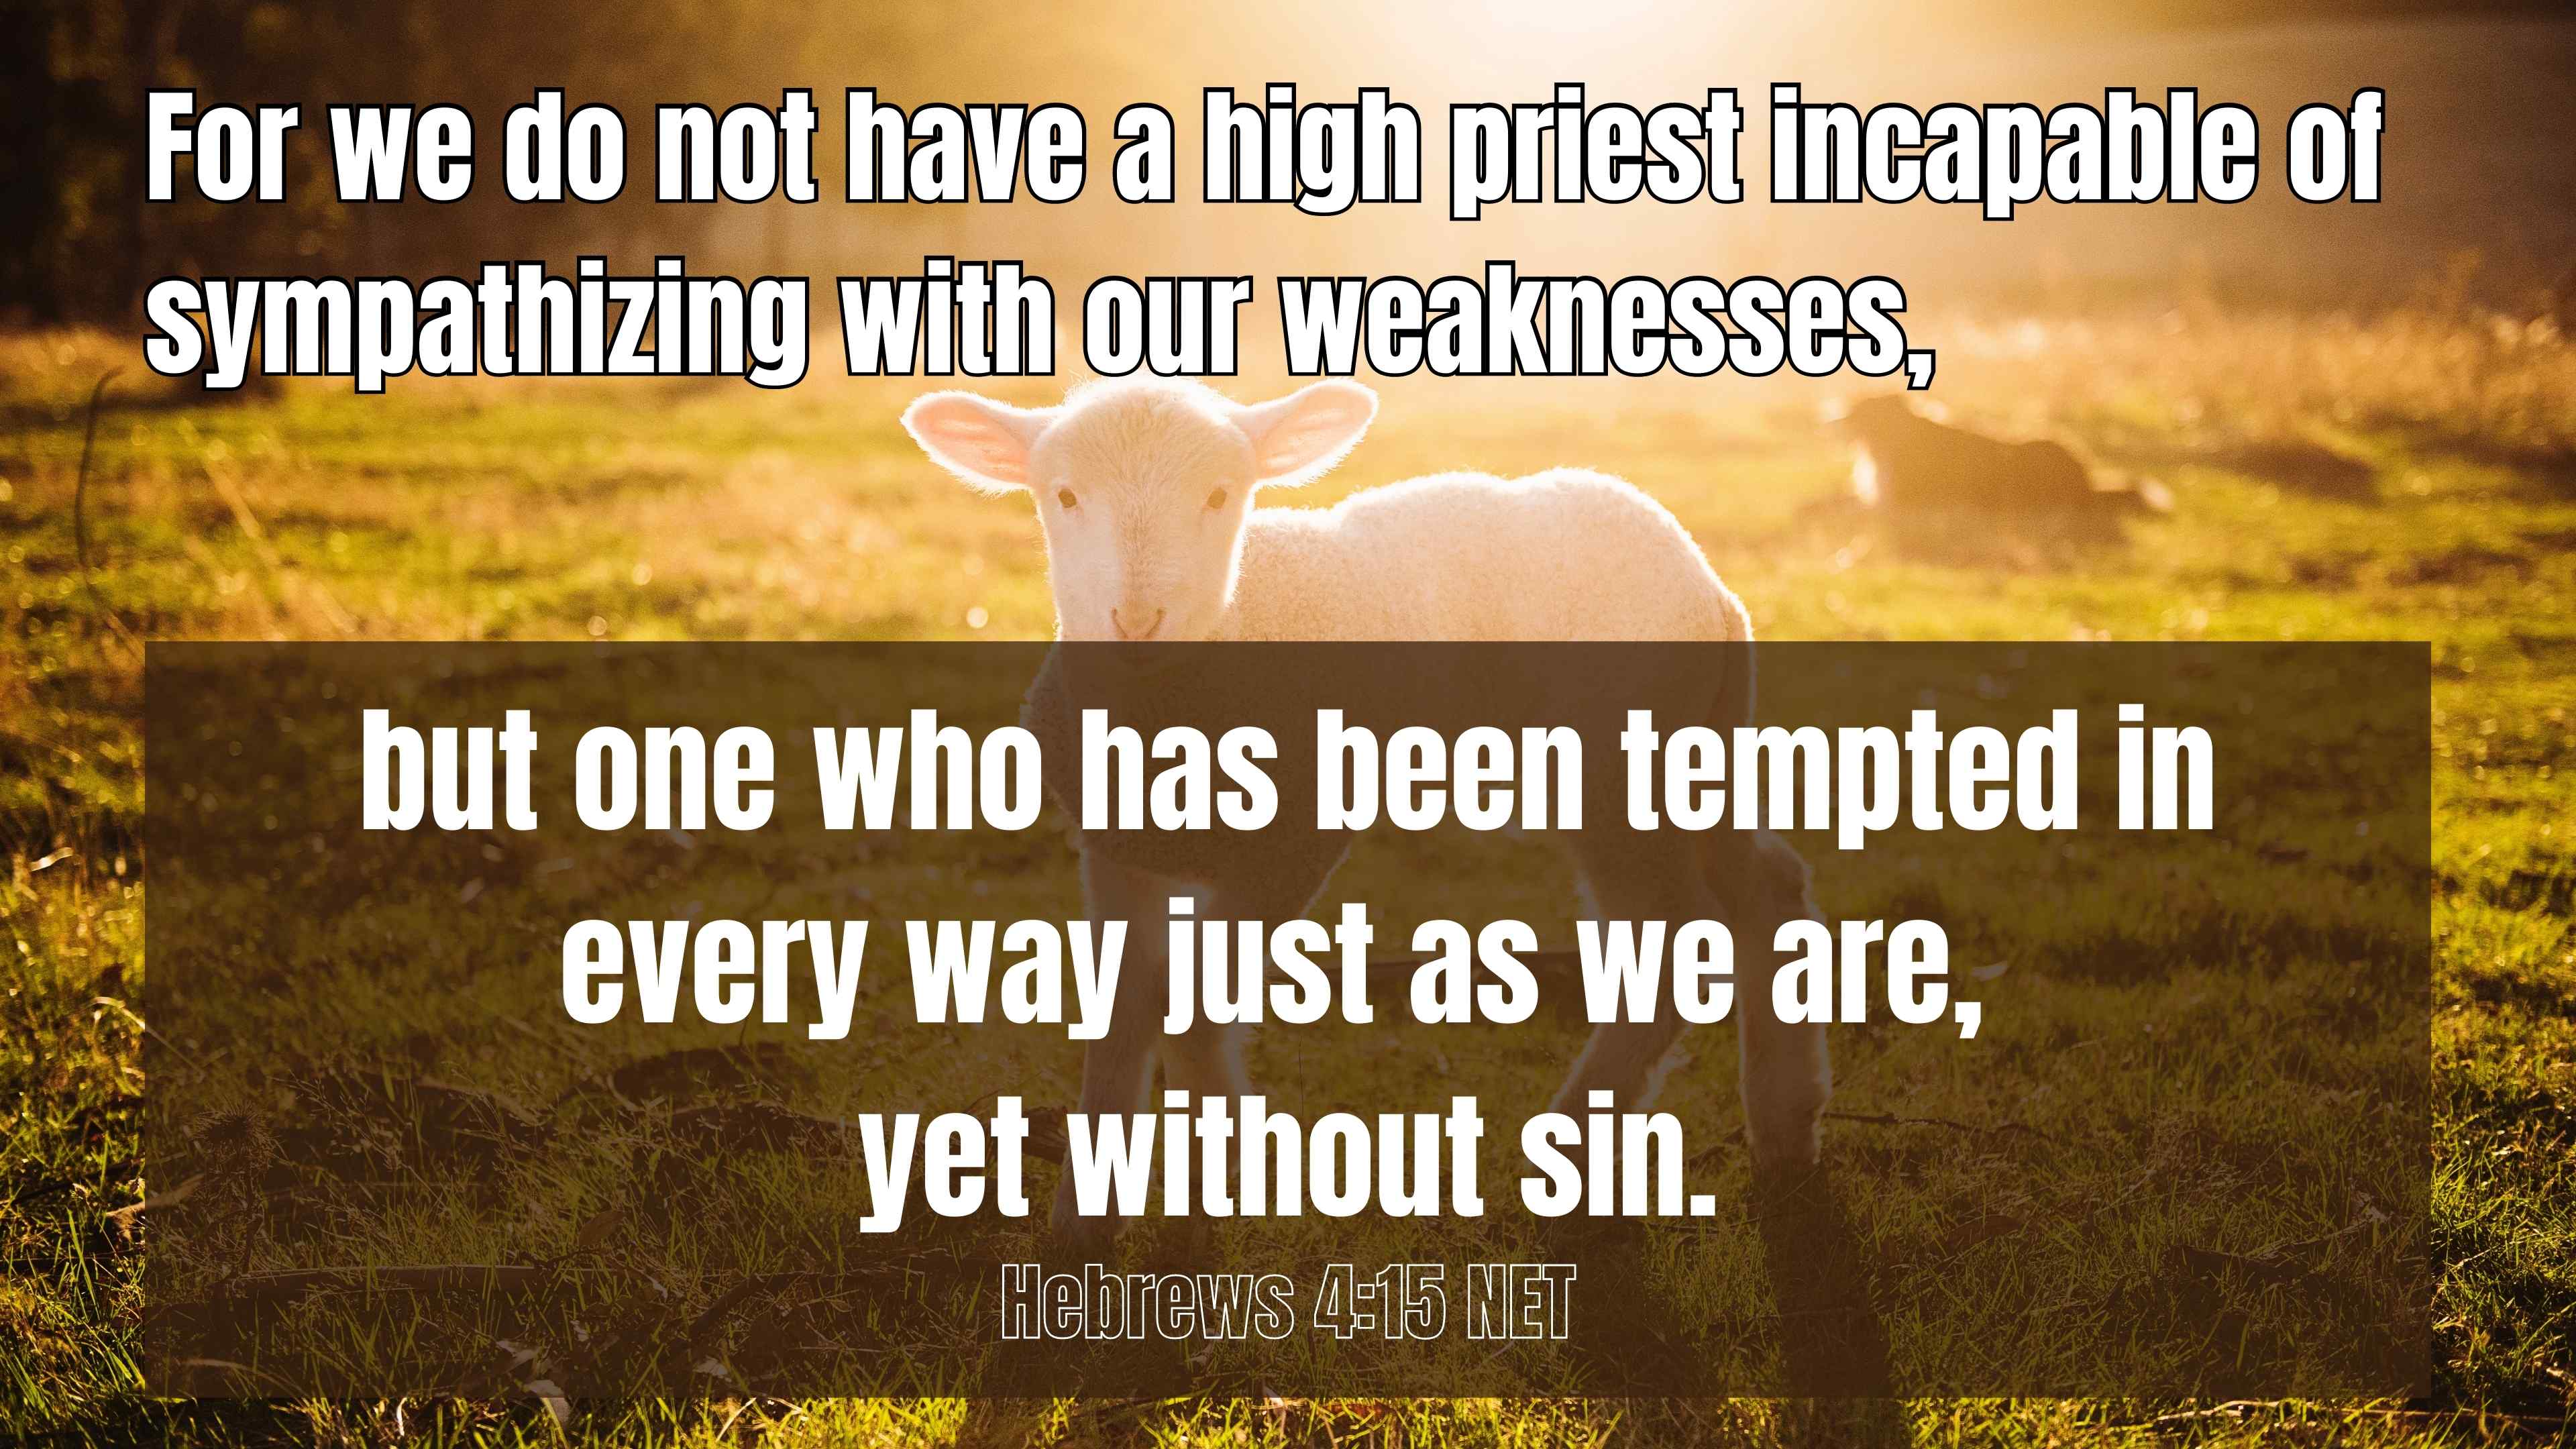 For we do not have a high priest incapable of
sympathizing with our weaknesses,
but one who has been tempted in
every way just as we are,
yet without sin.
Hebrews 4:15 NET